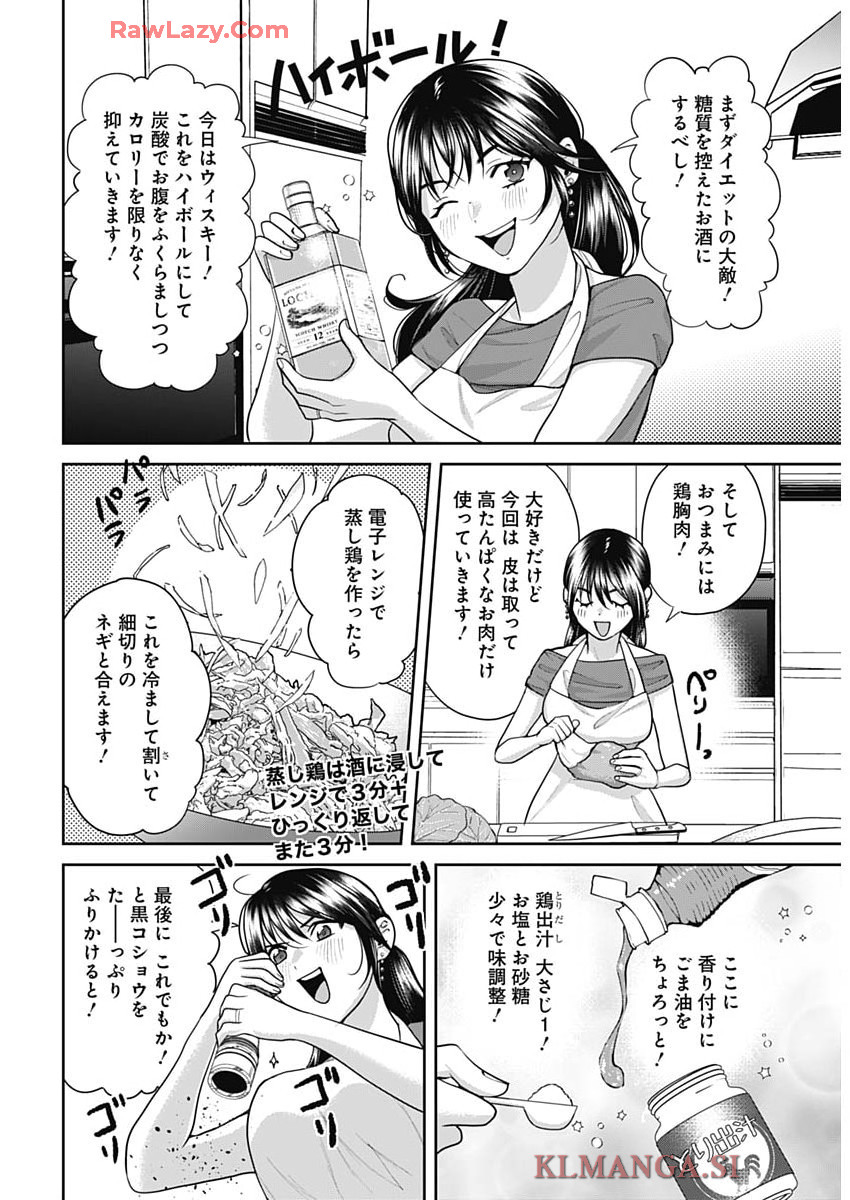 RawLazy.Com
ハイボール!
まずダイエットの大敵!
糖質を控えたお酒に
するべし!
今日はウィスキー!
これをハイボールにして
炭酸でお腹をふくらましつつ
カロリーを限りなく
抑えていきます!
LOCH
SCOTCH WHISKY
12
そして
おつまみには
鶏胸肉!
大好きだけど
今回は 皮は取って
高たんぱくなお肉だけ
使っていきます!
ペリーっ
パラ
パラ
電子レンジで
蒸し鶏を作ったら
これを冷まして割いて
さ
細切りの
ネギと合えます!
蒸し鶏は酒に浸して
レンジで3分+
ひっくり返して
また3分!
ここに
香り付けに
ごま油を
ちょろっと!
鶏出汁 大さじ1!
とりだし
お塩とお砂糖
少々で味調整!
とり出汁
最後に これでもか!
と黒コショウを
たーーっぷり
ふりかけると!
ゴリ
ゴリ
ゴリ
ゴリ
KLMANGA.SI